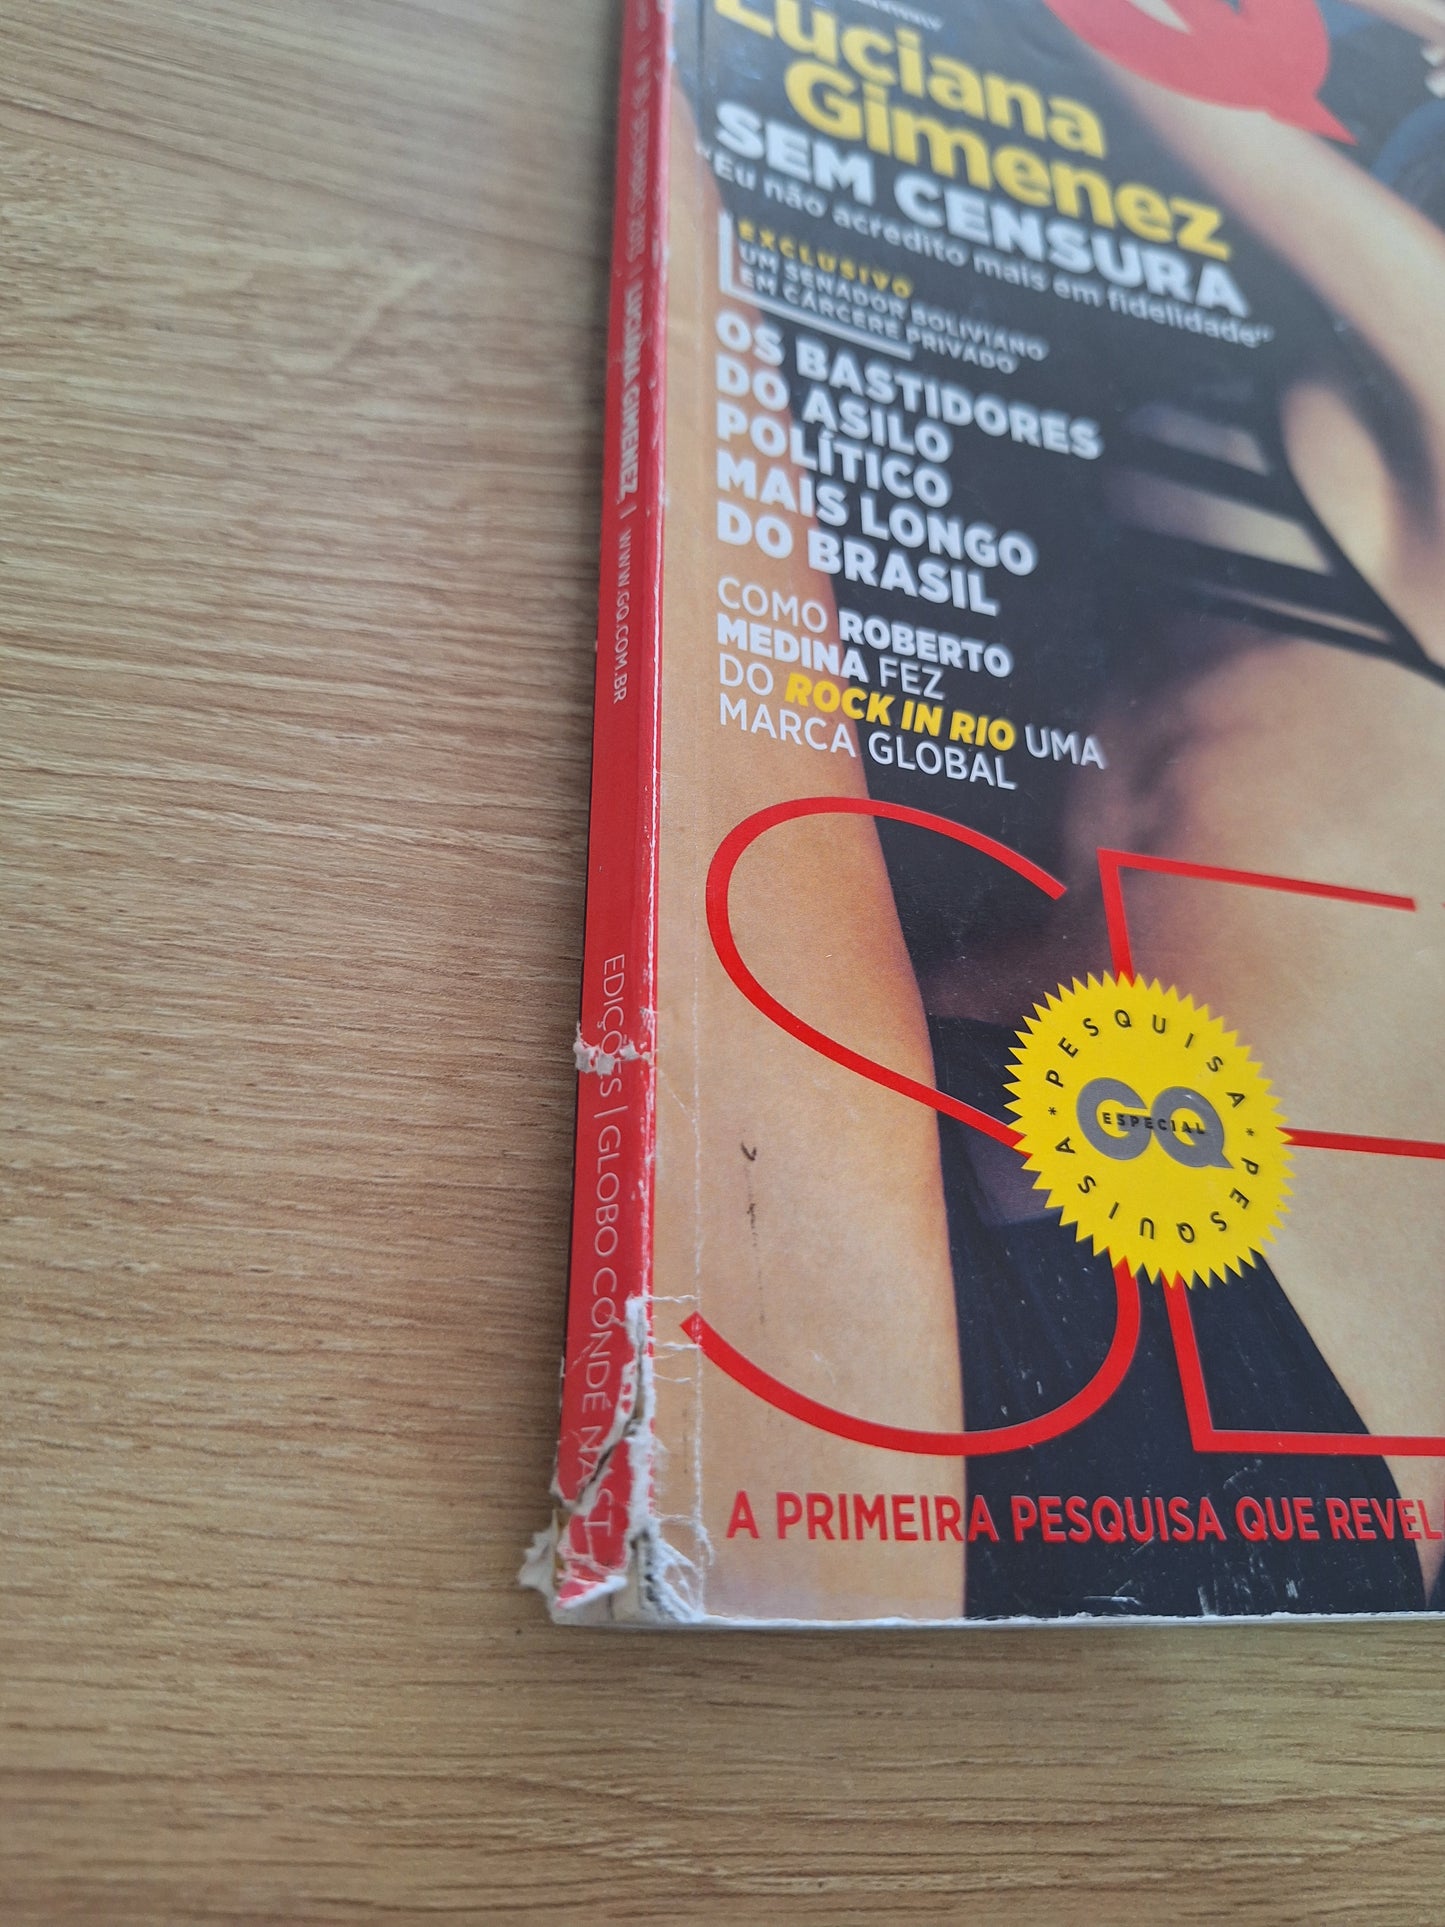 Luciana
Gimenez
SEM CENSURA
"Eu não acredito mais em fidelidade"
EXCLUSIVO
UM SENADOR BOLIVIANO
EM CÁRCERE PRIVADO
OS BASTIDORES
DO ASILO
POLÍTICO
MAIS LONGO
DO BRASIL
COMO ROBERTO
MEDINA FEZ
DO ROCK IN RIO UMA
MARCA GLOBAL
SE
PESQUISA * PESQUISA *
GQ
ESPECIAL
A PRIMEIRA PESQUISA QUE REVEL
| LUCIANA GIMENEZ | WWW.GQ.COM.BR
EDIÇÕES | GLOBO CONDÉ NAST